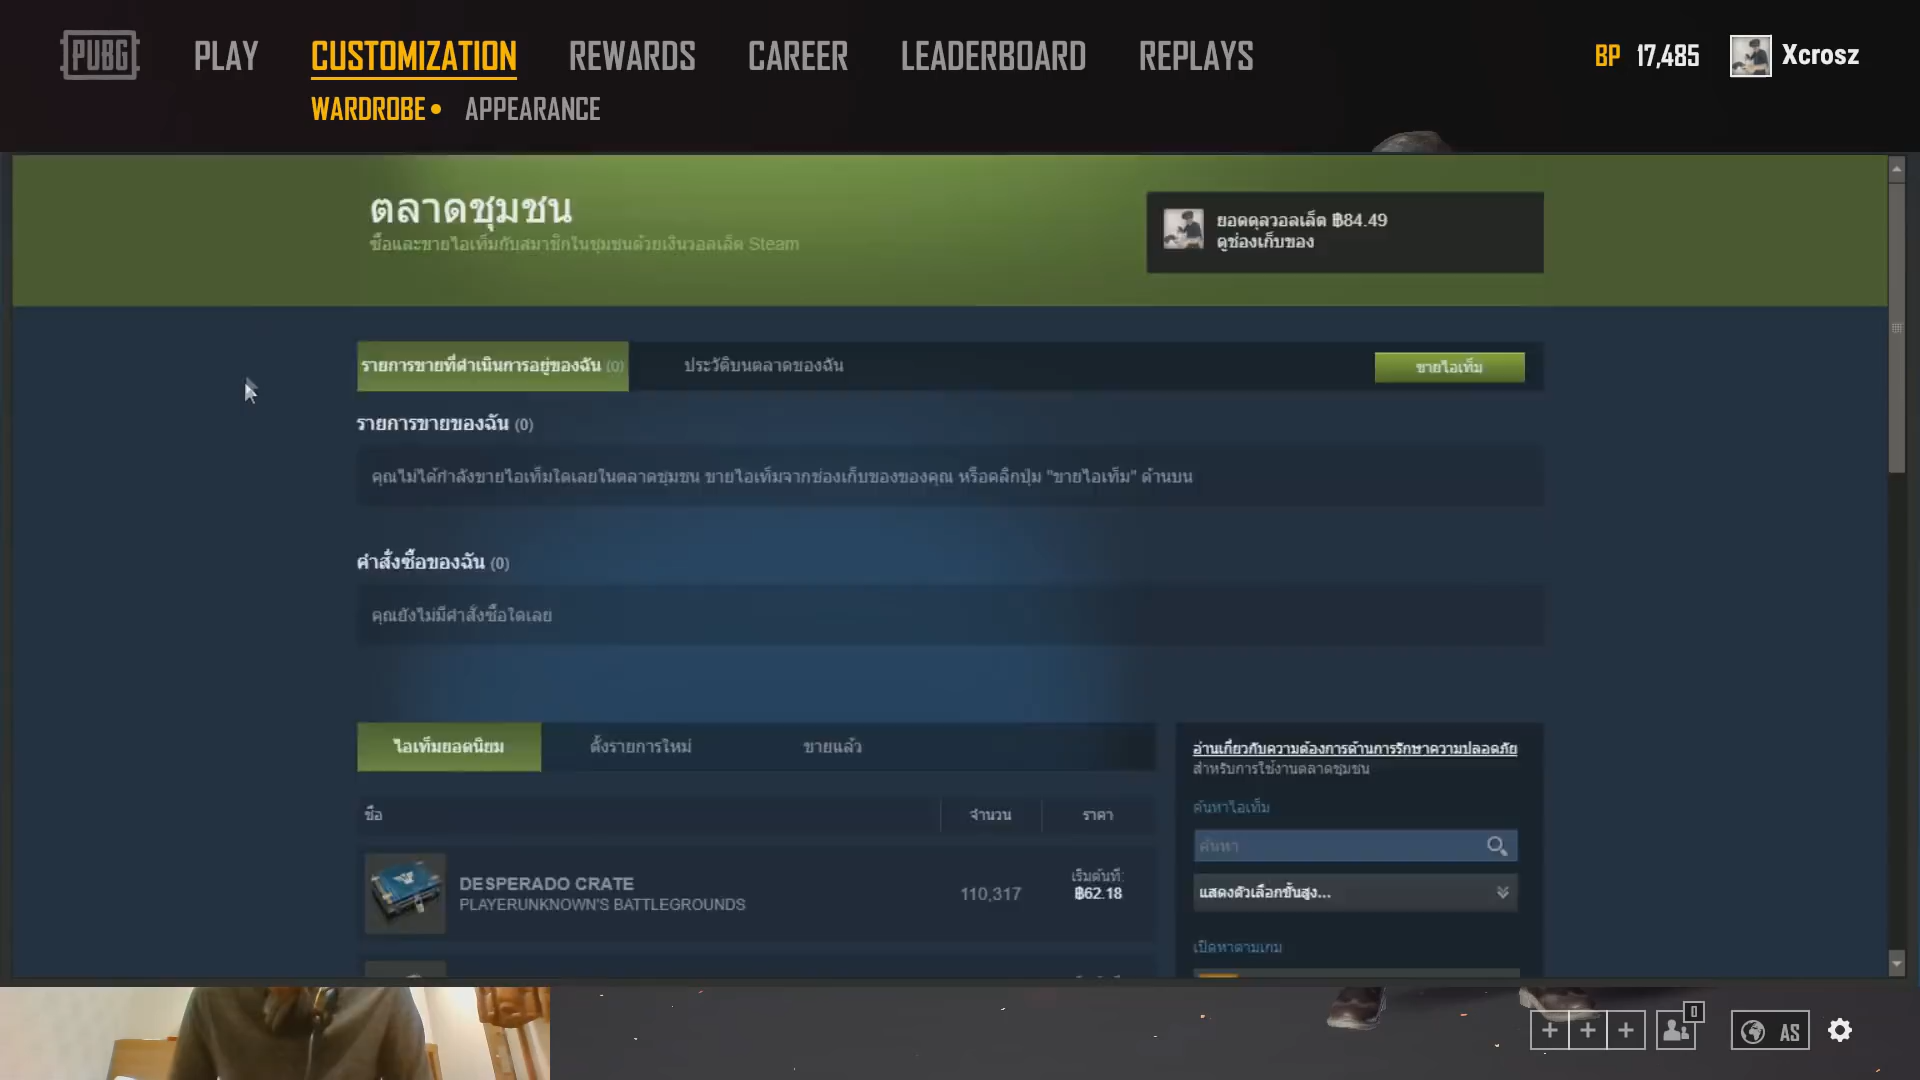 PUBG PLAY CUSTOMIZATION REWARDS CAREER LEADERBOARD REPLAYS BP 17,485 Xcrosz
WARDROBE APPEARANCE
ตลาดชุมชน
ซื้อและขายไอเท็มกับสมาชิกในชุมชนด้วยเงินวอลเล็ต Steam
ยอดดุลวอลเล็ต ฿84.49
ดูช่องเก็บของ
รายการขายที่ดำเนินการอยู่ของฉัน (0) ประวัติบนตลาดของฉัน ขายไอเท็ม
รายการขายของฉัน (0)
คุณไม่ได้กำลังขายไอเท็มใดเลยในตลาดชุมชน ขายไอเท็มจากช่องเก็บของของคุณ หรือคลิกปุ่ม "ขายไอเท็ม" ด้านบน
คำสั่งซื้อของฉัน (0)
คุณยังไม่มีคำสั่งซื้อใดเลย
ไอเท็มยอดนิยม ตั้งรายการใหม่ ขายแล้ว
ชื่อ จำนวน ราคา
DESPERADO CRATE
PLAYERUNKNOWN'S BATTLEGROUNDS
110,317
เริ่มต้นที่:
฿62.18
อ่านเกี่ยวกับความต้องการด้านการรักษาความปลอดภัย
สำหรับการใช้งานตลาดชุมชน
ค้นหาไอเท็ม
ค้นหา
แสดงตัวเลือกขั้นสูง...
เปิดหาตามเกม
0
AS